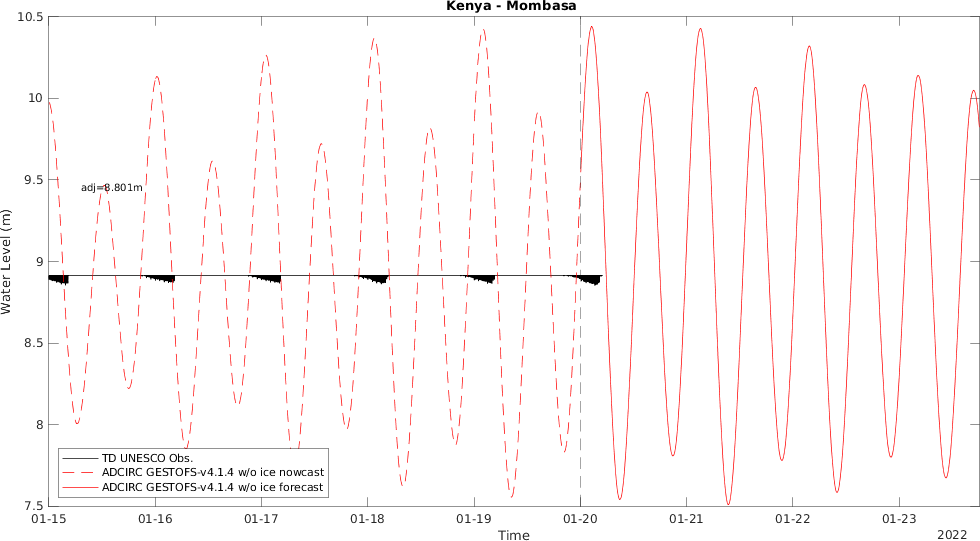 Kenya - Mombasa
10.5
10
9.5
9
8.5
8
7.5
Water Level (m)
adj=8.801m
TD UNESCO Obs.
ADCIRC GESTOFS-v4.1.4 w/o ice nowcast
ADCIRC GESTOFS-v4.1.4 w/o ice forecast
01-15 01-16 01-17 01-18 01-19 01-20 01-21 01-22 01-23
Time
2022